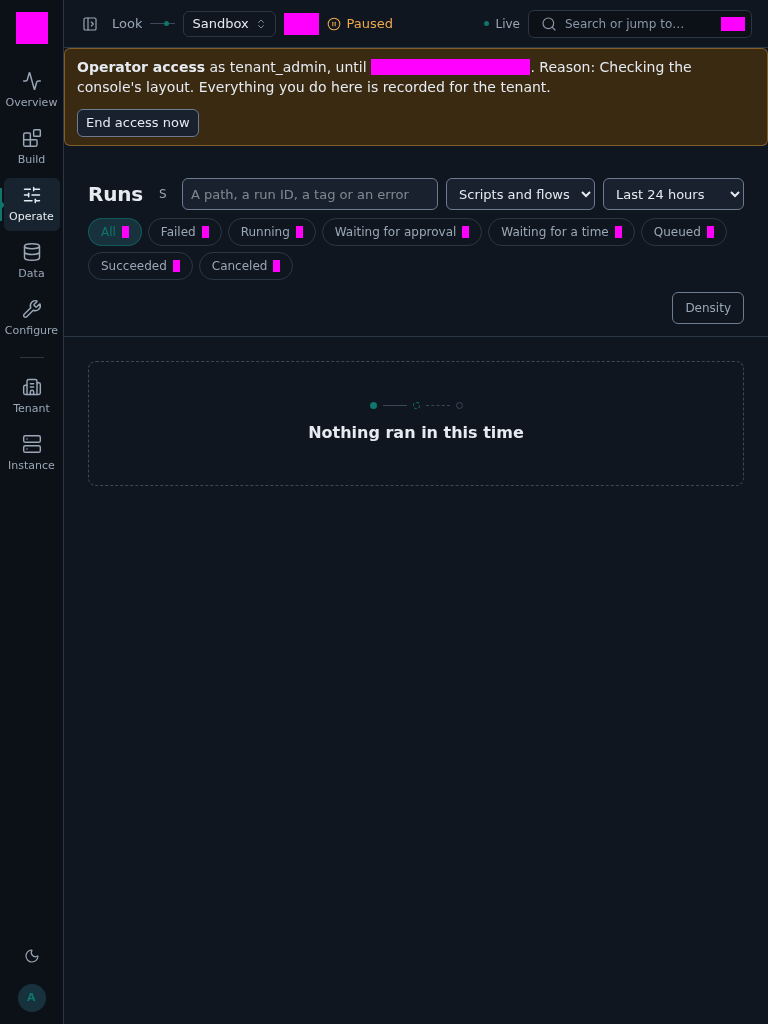 Look
Sandbox
Paused
Live
Search or jump to…
Operator access as tenant_admin, until . Reason: Checking the
console's layout. Everything you do here is recorded for the tenant.
End access now
Overview
Build
Operate
Data
Configure
Tenant
Instance
A
Runs
S
A path, a run ID, a tag or an error
Scripts and flows
Last 24 hours
All
Failed
Running
Waiting for approval
Waiting for a time
Queued
Succeeded
Canceled
Density
Nothing ran in this time